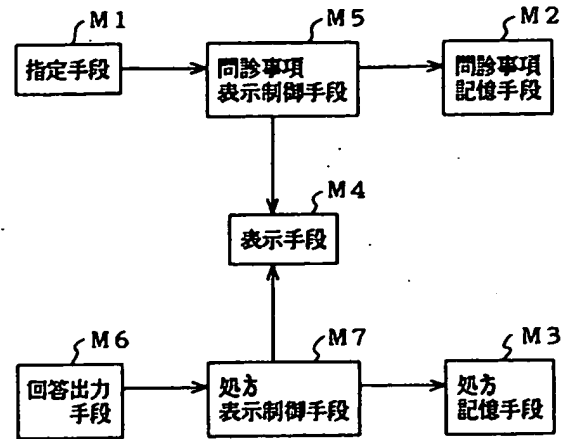 M1
M5
M2
指定手段
問診事項
表示制御手段
問診事項
記憶手段
M4
表示手段
M6
M7
M3
回答出力
手段
処方
表示制御手段
処方
記憶手段